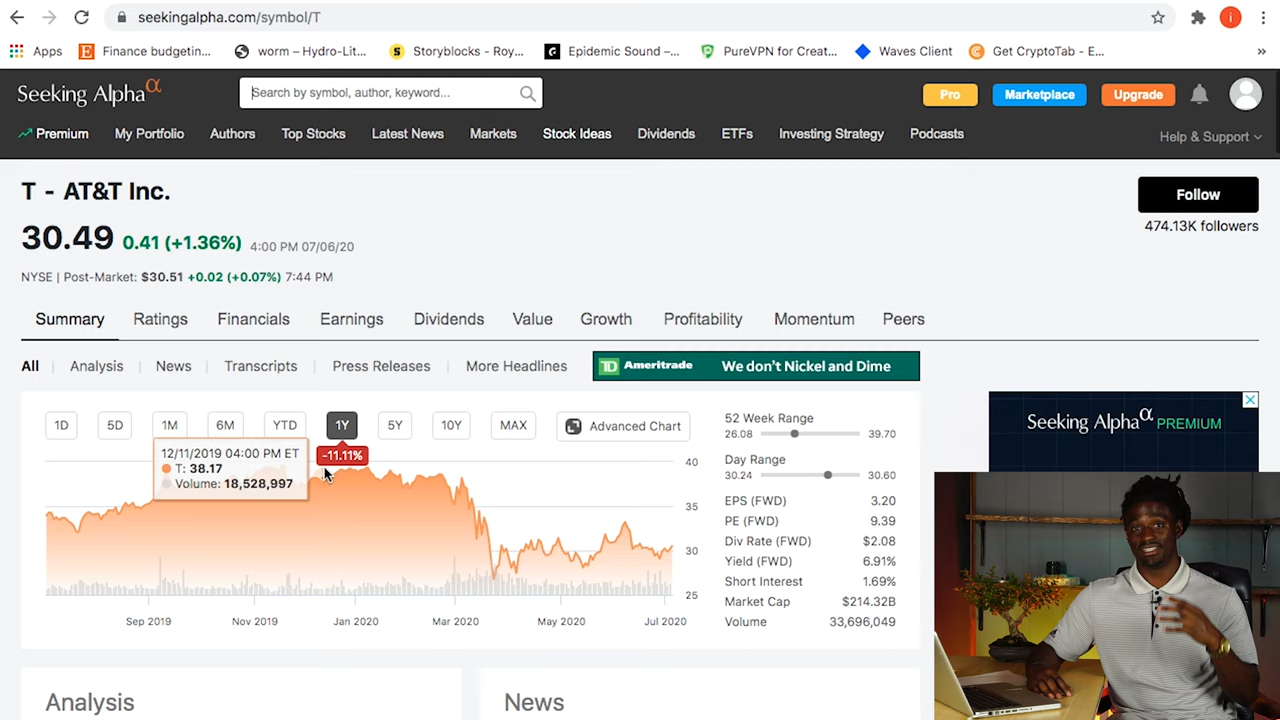 seekingalpha.com/symbol/T
Apps
Finance budgetin...
worm – Hydro-Lit...
Storyblocks - Roy...
Epidemic Sound –...
PureVPN for Creat...
Waves Client
Get CryptoTab - E...
»
Seeking Alpha α
Search by symbol, author, keyword...
Pro
Marketplace
Upgrade
Premium
My Portfolio
Authors
Top Stocks
Latest News
Markets
Stock Ideas
Dividends
ETFs
Investing Strategy
Podcasts
Help & Support
T - AT&T Inc.
Follow
30.49 0.41 (+1.36%) 4:00 PM 07/06/20
474.13K followers
NYSE | Post-Market: $30.51 +0.02 (+0.07%) 7:44 PM
Summary
Ratings
Financials
Earnings
Dividends
Value
Growth
Profitability
Momentum
Peers
All
Analysis
News
Transcripts
Press Releases
More Headlines
TD Ameritrade We don't Nickel and Dime
1D
5D
1M
6M
YTD
1Y
5Y
10Y
MAX
Advanced Chart
-11.11%
12/11/2019 04:00 PM ET
T: 38.17
Volume: 18,528,997
40
35
30
25
Sep 2019
Nov 2019
Jan 2020
Mar 2020
May 2020
Jul 2020
52 Week Range
26.08 39.70
Day Range
30.24 30.60
EPS (FWD) 3.20
PE (FWD) 9.39
Div Rate (FWD) $2.08
Yield (FWD) 6.91%
Short Interest 1.69%
Market Cap $214.32B
Volume 33,696,049
Seeking Alpha α PREMIUM
Analysis
News